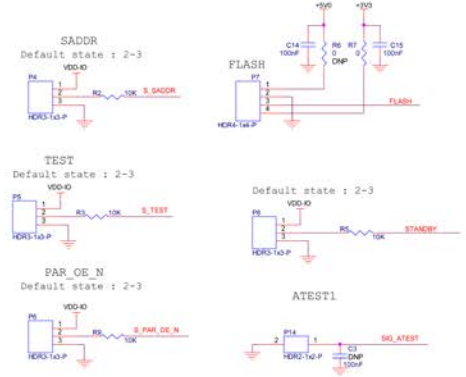 SADDR
Default state : 2-3
VDD-IO
P4
1
2
3
R2
10K
S_SADDR
HDR3-1x3-P
+5V0
+3V3
C14
100nF
R6
0
DNP
R7
0
C15
100nF
FLASH
P7
1
2
3
4
FLASH
HDR4-1x4-P
TEST
Default state : 2-3
VDD-IO
P5
1
2
3
R3
10K
S_TEST
HDR3-1x3-P
Default state : 2-3
VDD-IO
P8
1
2
3
R5
10K
STANDBY
HDR3-1x3-P
PAR_OE_N
Default state : 2-3
VDD-IO
P6
1
2
3
10K
S_PAR_OE_N
HDR3-1x3-P
ATEST1
P14
2
1
SIG_ATEST
HDR2-1x2-P
C3
DNP
100nF